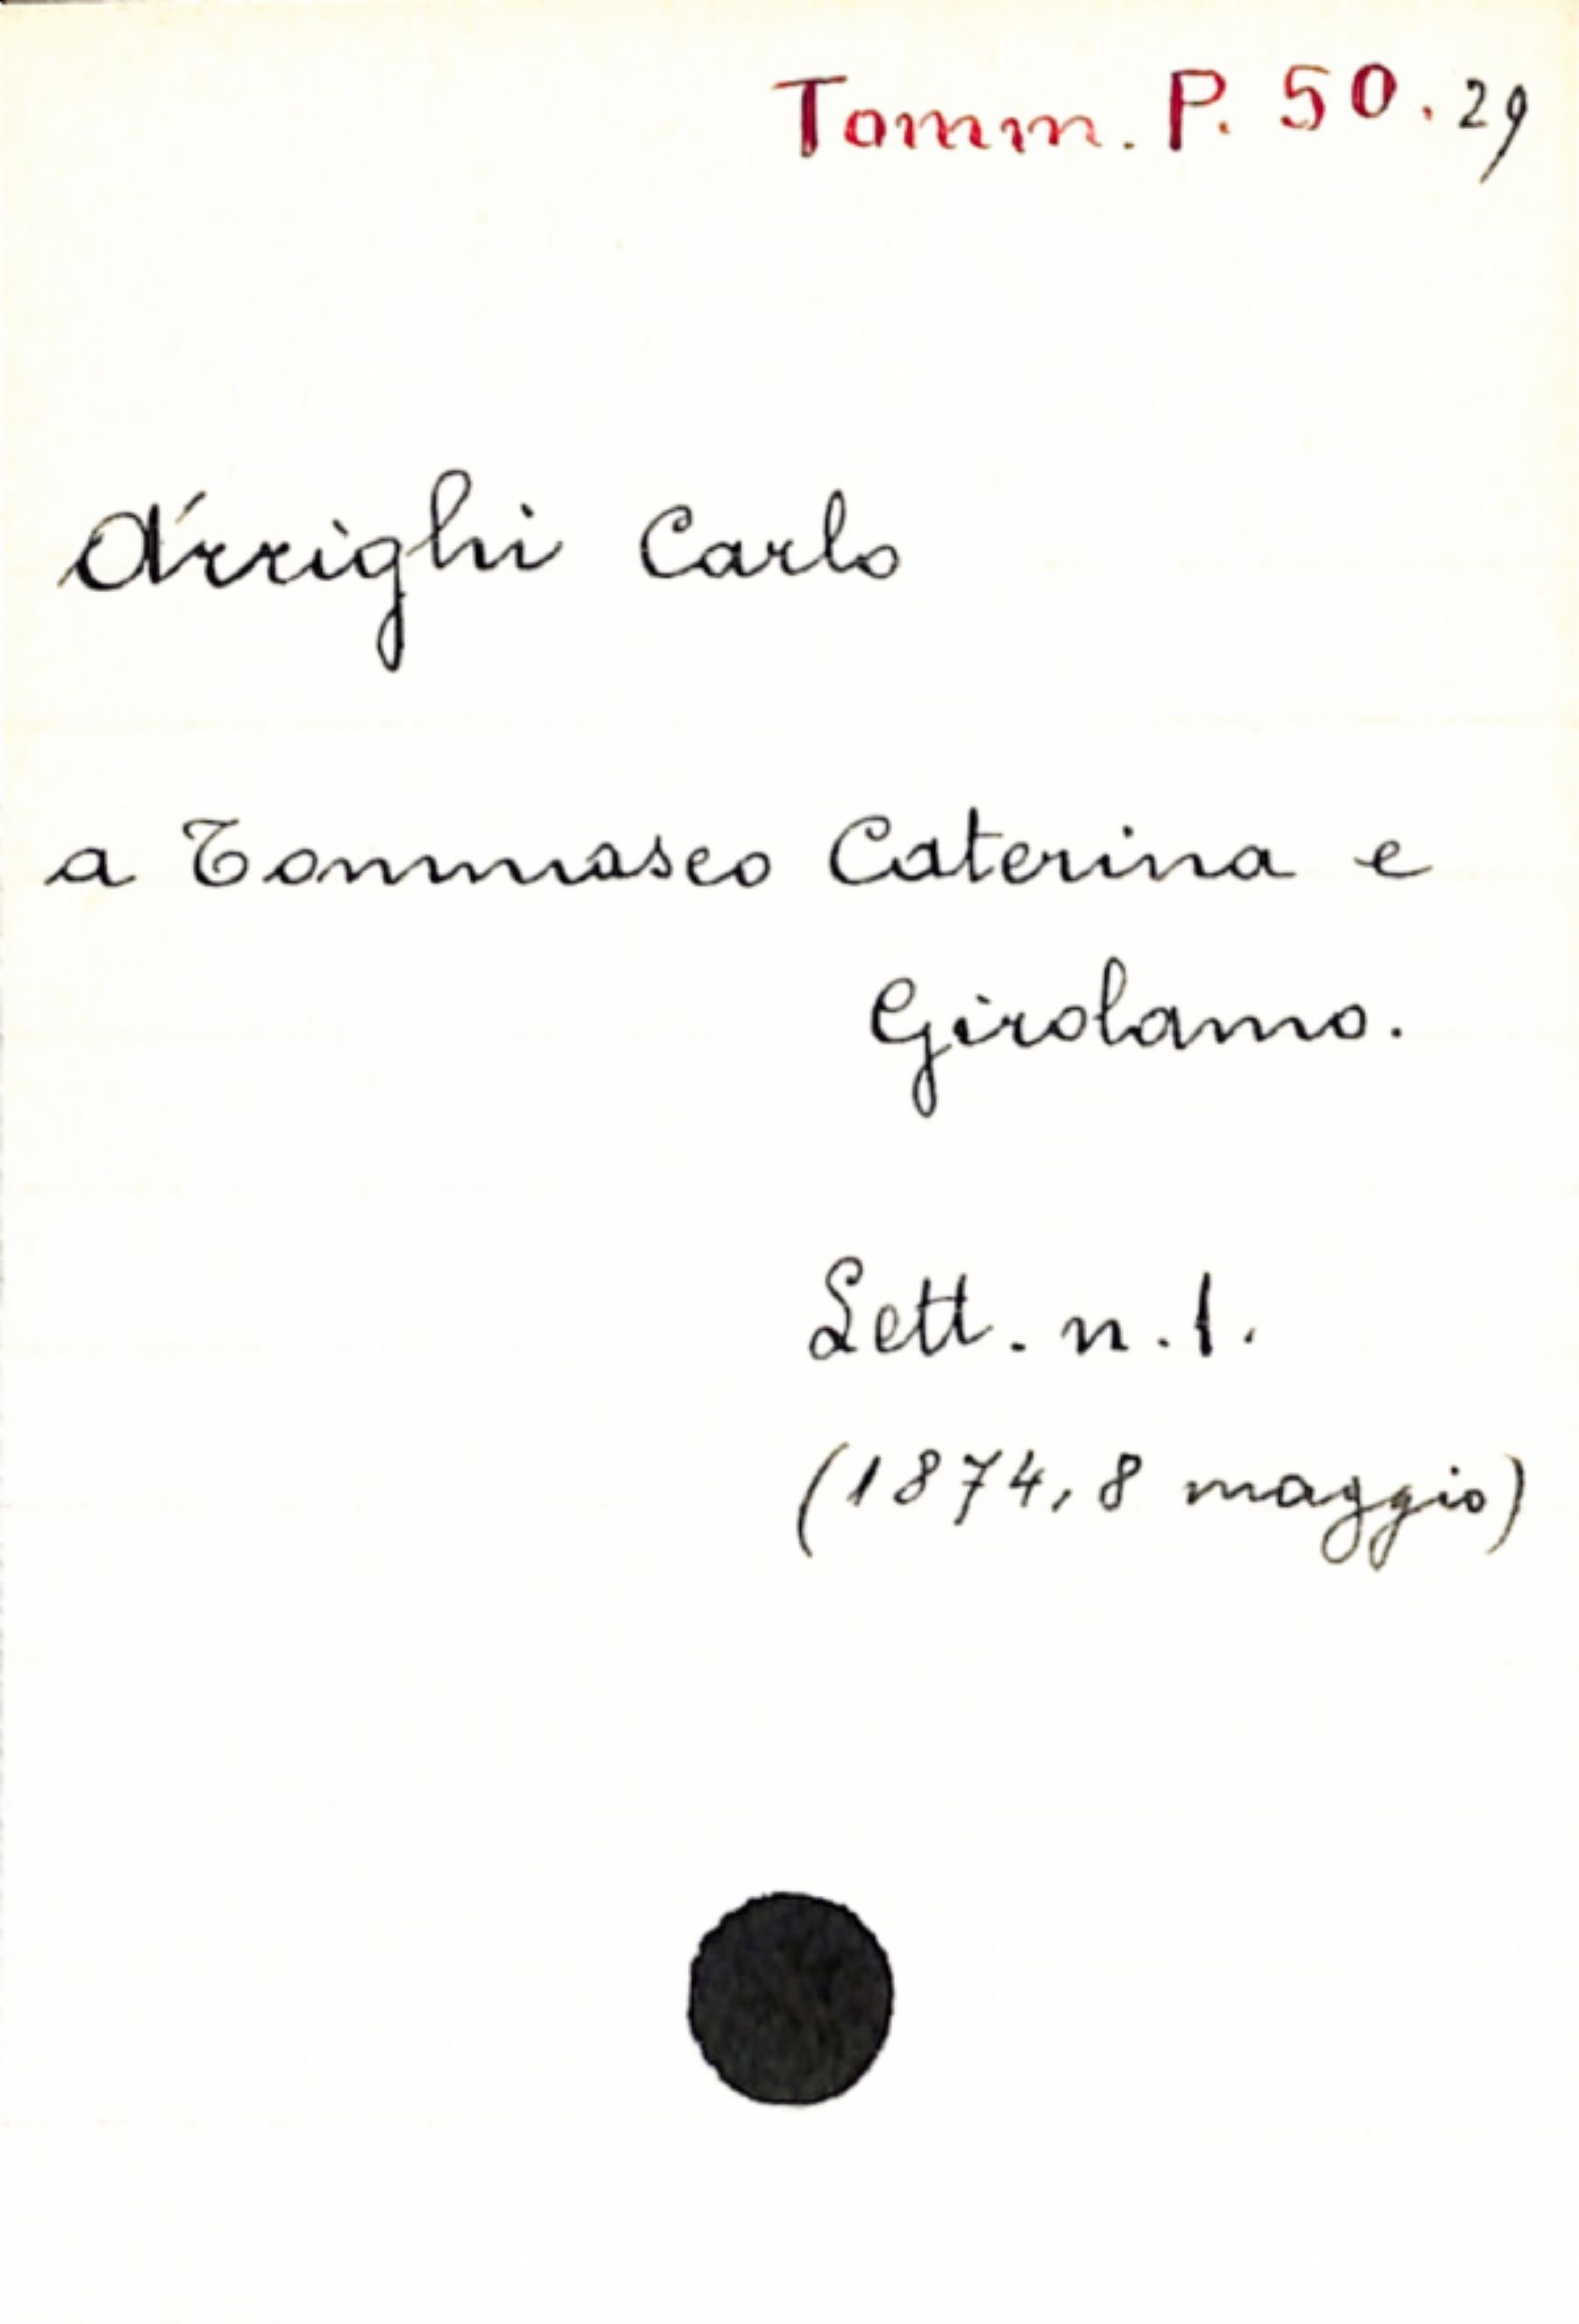 Tomm. P. 50. 29
Arrighi Carlo
a Tommaseo Caterina e
Girolamo.
Lett. n. 1.
(1874, 8 maggio)